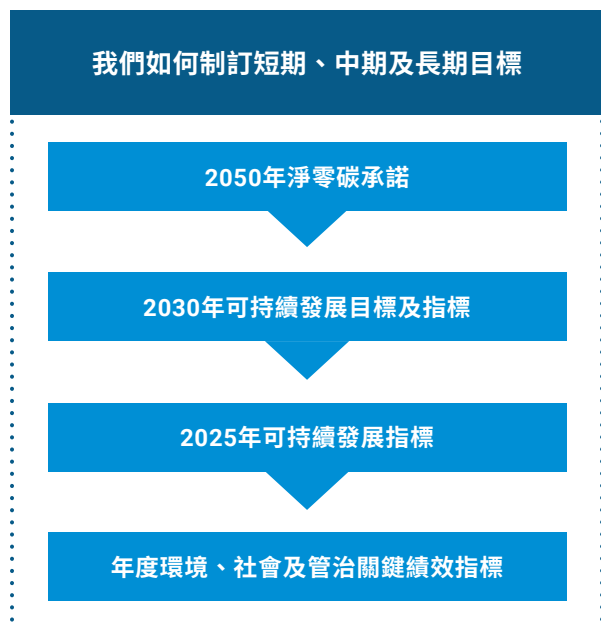 我們如何制訂短期、中期及長期目標
2050年淨零碳承諾
2030年可持續發展目標及指標
2025年可持續發展指標
年度環境、社會及管治關鍵績效指標